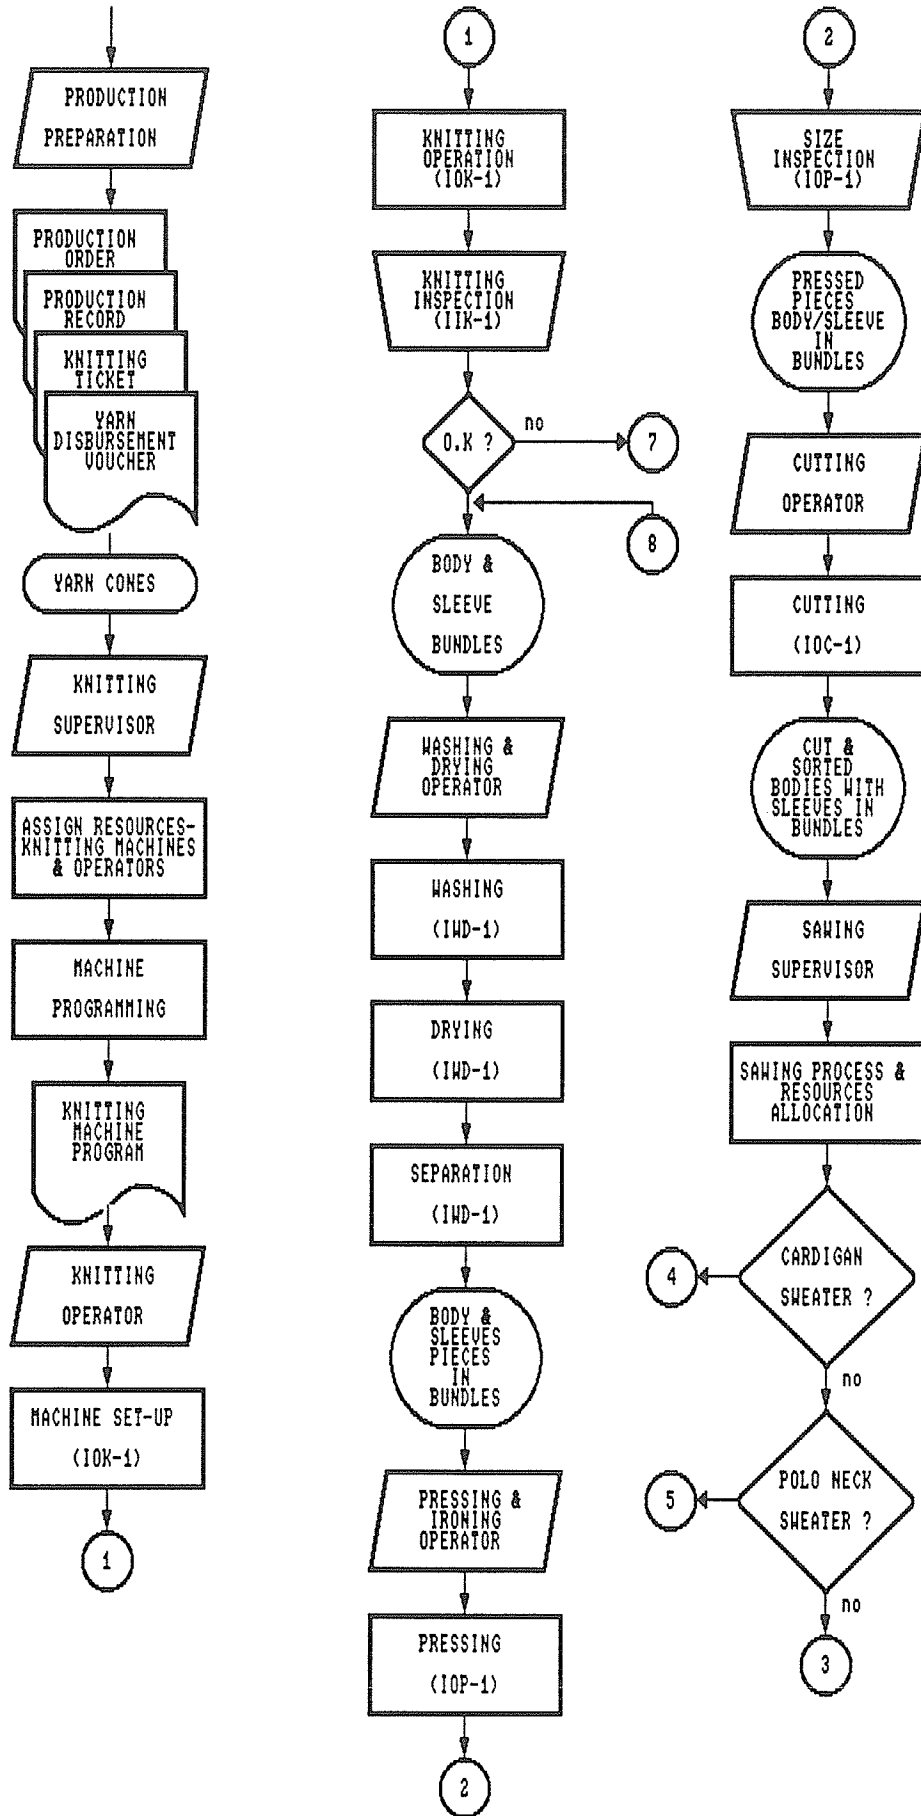 PRODUCTION
PREPARATION
PRODUCTION
ORDER
PRODUCTION
RECORD
KNITTING
TICKET
YARN
DISBURSEMENT
VOUCHER
YARN CONES
KNITTING
SUPERVISOR
ASSIGN RESOURCES-
KNITTING MACHINES
& OPERATORS
MACHINE
PROGRAMMING
KNITTING
MACHINE
PROGRAM
KNITTING
OPERATOR
MACHINE SET-UP
(IOK-1)
1
1
KNITTING
OPERATION
(IOK-1)
KNITTING
INSPECTION
(IIK-1)
O.K ?
no
7
8
BODY &
SLEEVE
BUNDLES
WASHING &
DRYING
OPERATOR
WASHING
(IWD-1)
DRYING
(IWD-1)
SEPARATION
(IWD-1)
BODY &
SLEEVES
PIECES
IN
BUNDLES
PRESSING &
IRONING
OPERATOR
PRESSING
(IOP-1)
2
2
SIZE
INSPECTION
(IOP-1)
PRESSED
PIECES
BODY/SLEEVE
IN
BUNDLES
CUTTING
OPERATOR
CUTTING
(IOC-1)
CUT &
SORTED
BODIES WITH
SLEEVES IN
BUNDLES
SAWING
SUPERVISOR
SAWING PROCESS &
RESOURCES
ALLOCATION
CARDIGAN
SWEATER ?
4
no
POLO NECK
SWEATER ?
5
no
3